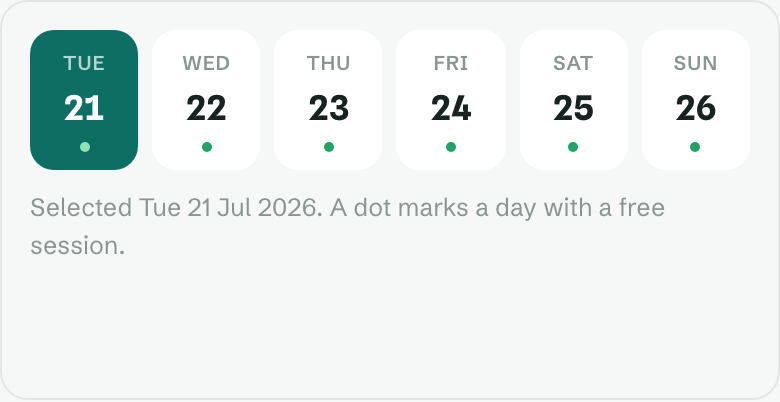 TUE WED THU FRI SAT SUN
21 22 23 24 25 26
Selected Tue 21 Jul 2026. A dot marks a day with a free
session.